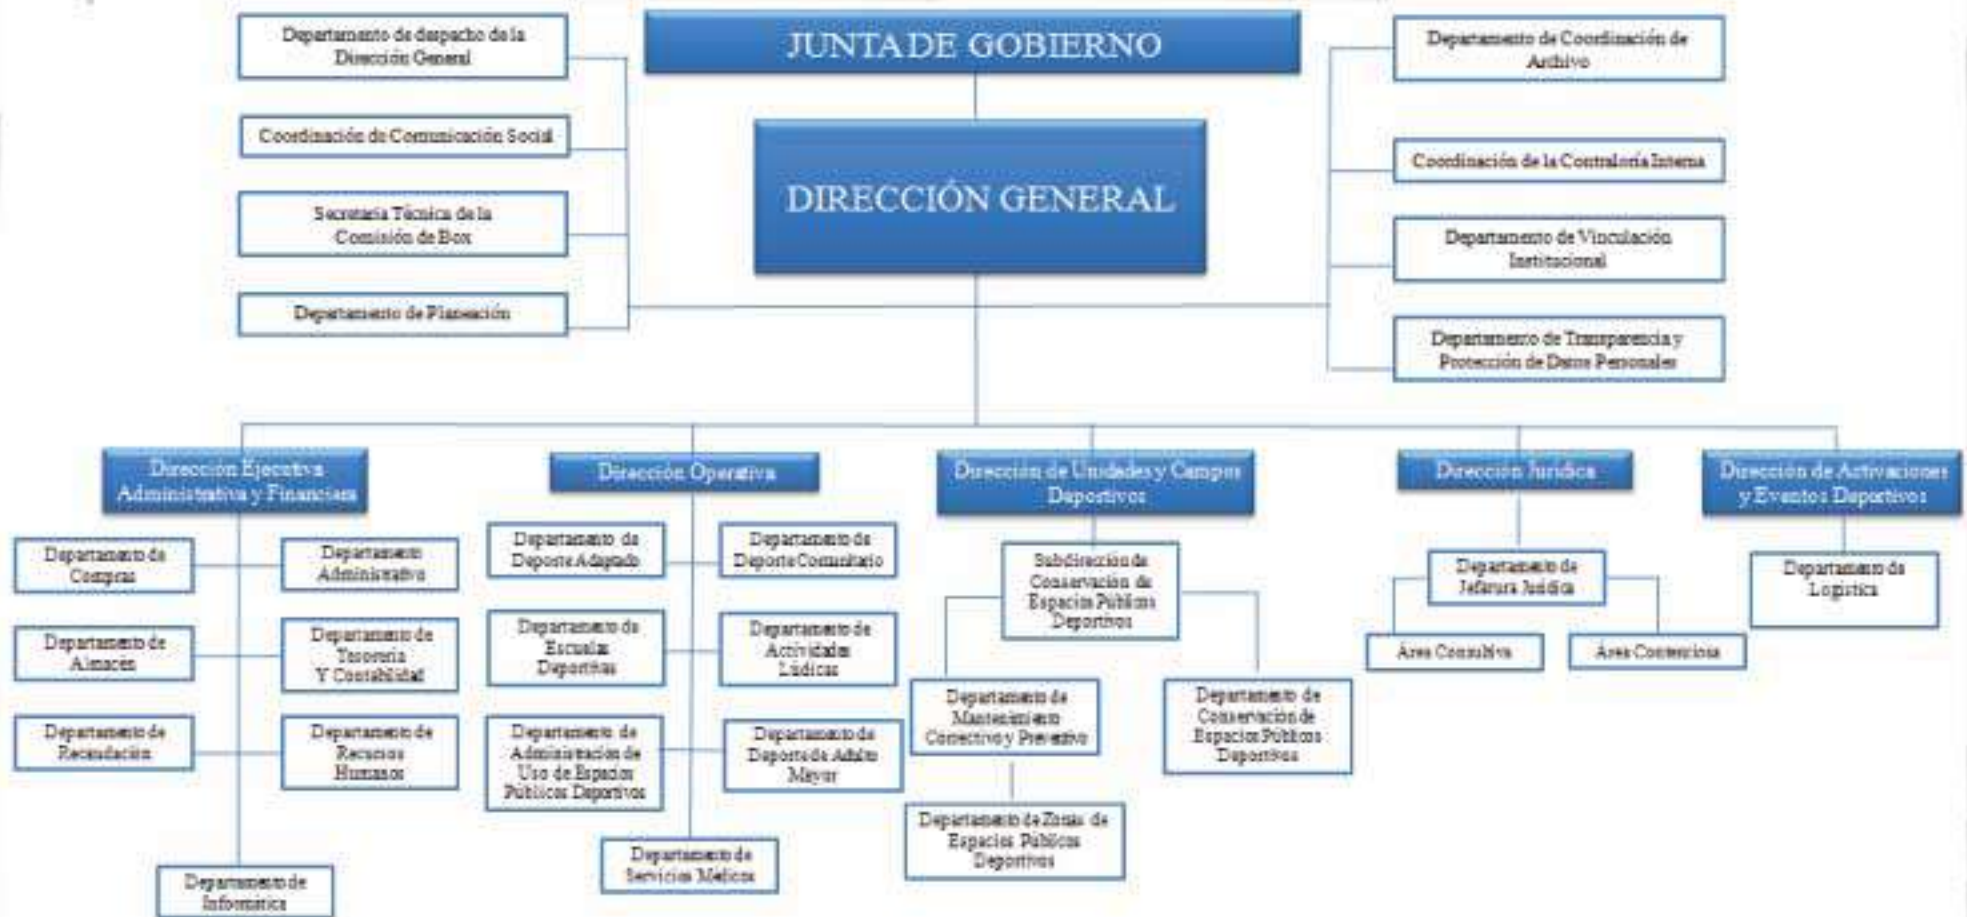 JUNTA DE GOBIERNO
DIRECCIÓN GENERAL
Departamento de despacho de la
Dirección General
Coordinación de Comunicación Social
Secretaria Técnica de la
Comisión de Box
Departamento de Planeación
Departamento de Coordinación de
Archivo
Coordinación de la Contraloría Interna
Departamento de Vinculación
Institucional
Departamento de Transparencia y
Protección de Datos Personales
Dirección Ejecutiva
Administrativa y Financiera
Departamento de
Compras
Departamento
Administrativo
Departamento de
Almacén
Departamento de
Tesorería
Y Contabilidad
Departamento de
Recaudación
Departamento de
Recursos
Humanos
Departamento de
Informática
Dirección Operativa
Departamento de
Deporte Adaptado
Departamento de
Deporte Comunitario
Departamento de
Escuelas
Deportivas
Departamento de
Actividades
Lúdicas
Departamento de
Administración de
Uso de Espacios
Públicos Deportivos
Departamento de
Deporte de Adulto
Mayor
Departamento de
Servicios Médicos
Dirección de Unidades y Campos
Deportivos
Subdirección de
Conservación de
Espacios Públicos
Deportivos
Departamento de
Mantenimiento
Correctivo y Preventivo
Departamento de
Conservación de
Espacios Públicos
Deportivos
Departamento de Zonas de
Espacios Públicos
Deportivos
Dirección Jurídica
Departamento de
Jefatura Jurídica
Área Consultiva
Área Contenciosa
Dirección de Activaciones
y Eventos Deportivos
Departamento de
Logística